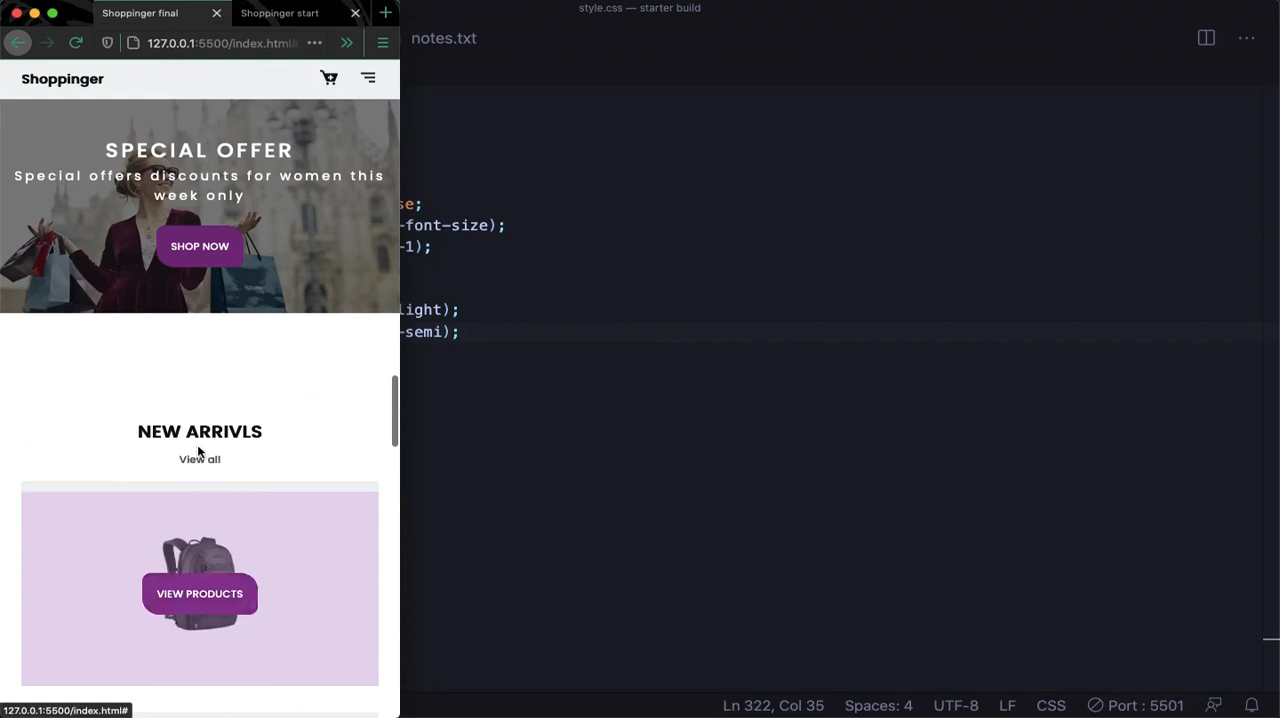 Shoppinger final
Shoppinger start
style.css — starter build
127.0.0.1:5500/index.html#
notes.txt
Shoppinger
SPECIAL OFFER
Special offers discounts for women this
week only
SHOP NOW
se;
-font-size);
-1);
light);
-semi);
NEW ARRIVLS
View all
VIEW PRODUCTS
127.0.0.1:5500/index.html#
Ln 322, Col 35
Spaces: 4
UTF-8
LF
CSS
Port : 5501